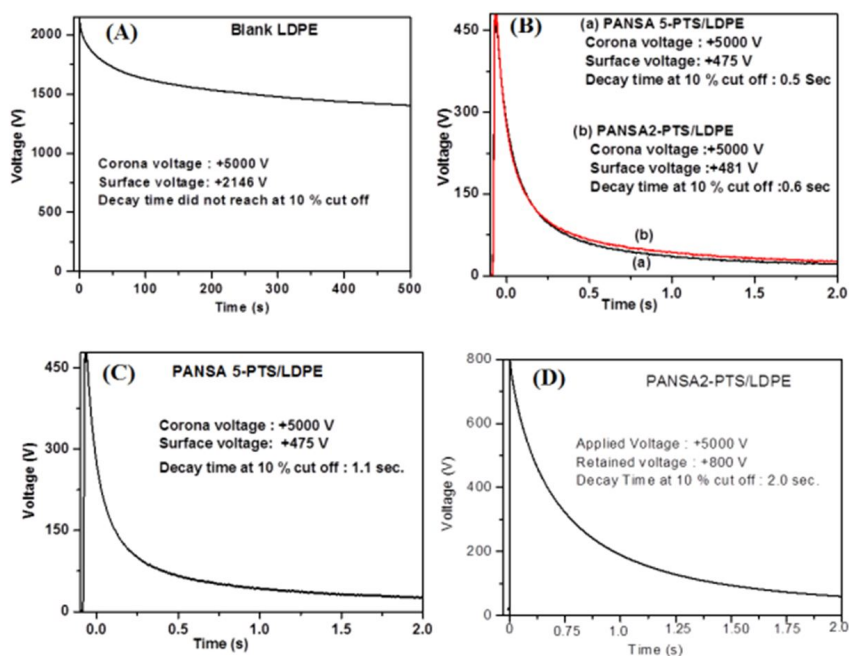 (A)
Blank LDPE
Corona voltage : +5000 V
Surface voltage: +2146 V
Decay time did not reach at 10 % cut off
Voltage (V)
2000
1500
1000
500
0
0 100 200 300 400 500
Time (s)
(B)
(a) PANSA 5-PTS/LDPE
Corona voltage : +5000 V
Surface voltage: +475 V
Decay time at 10 % cut off : 0.5 Sec
(b) PANSA2-PTS/LDPE
Corona voltage :+5000 V
Surface voltage :+481 V
Decay time at 10 % cut off :0.6 sec
(b)
(a)
Voltage (V)
450
300
150
0
0.0 0.5 1.0 1.5 2.0
Time (s)
(C)
PANSA 5-PTS/LDPE
Corona voltage : +5000 V
Surface voltage: +475 V
Decay time at 10 % cut off : 1.1 sec.
Voltage (V)
450
300
150
0
0.0 0.5 1.0 1.5 2.0
Time (s)
(D)
PANSA2-PTS/LDPE
Applied Voltage : +5000 V
Retained voltage : +800 V
Decay Time at 10 % cut off : 2.0 sec.
Voltage (V)
800
600
400
200
0
0 0.75 1.25 1.25 1.50 2.0
Time (s)